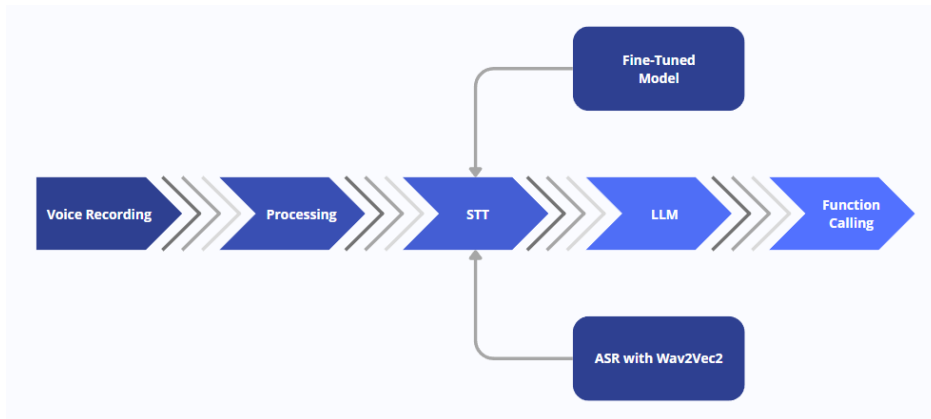 Fine-Tuned
Model
Voice Recording
Processing
STT
LLM
Function
Calling
ASR with Wav2Vec2